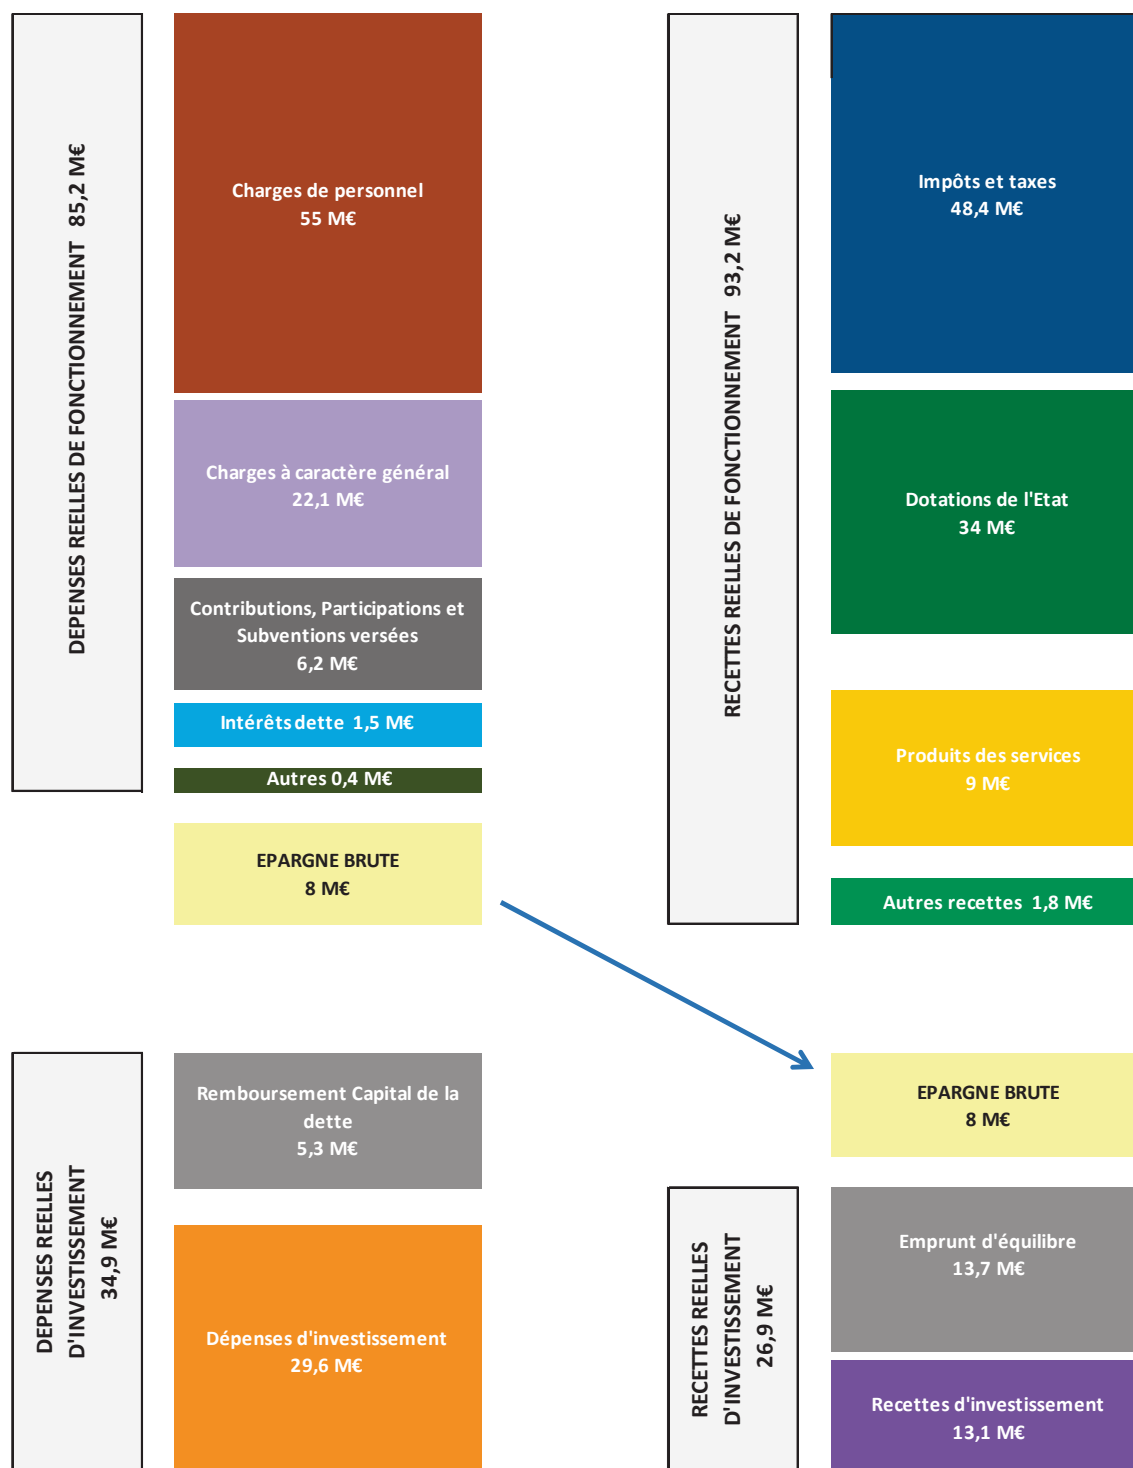 DEPENSES REELLES DE FONCTIONNEMENT 85,2 M€
Charges de personnel
55 M€
Charges à caractère général
22,1 M€
Contributions, Participations et
Subventions versées
6,2 M€
Intérêts dette 1,5 M€
Autres 0,4 M€
EPARGNE BRUTE
8 M€
RECETTES REELLES DE FONCTIONNEMENT 93,2 M€
Impôts et taxes
48,4 M€
Dotations de l'Etat
34 M€
Produits des services
9 M€
Autres recettes 1,8 M€
DEPENSES REELLES
D'INVESTISSEMENT
34,9 M€
Remboursement Capital de la
dette
5,3 M€
Dépenses d'investissement
29,6 M€
EPARGNE BRUTE
8 M€
RECETTES REELLES
D'INVESTISSEMENT
26,9 M€
Emprunt d'équilibre
13,7 M€
Recettes d'investissement
13,1 M€